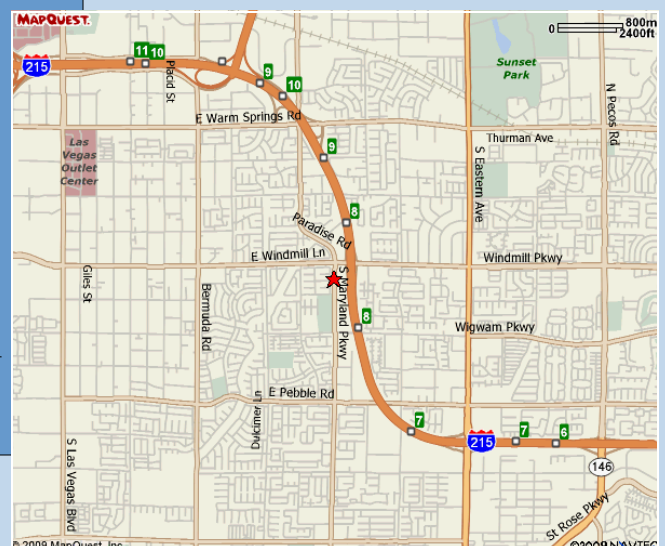 MAPQUEST.
800m
0
2400ft
215
11
10
Placid St
9
10
Sunset
Park
N Pecos Rd
E Warm Springs Rd
Thurman Ave
Las
Vegas
Outlet
Center
9
S Eastern Ave
8
Paradise Rd
E Windmill Ln
Windmill Pkwy
Giles St
Bermuda Rd
S Maryland Pkwy
8
Wigwam Pkwy
E Pebble Rd
Dulcimer Ln
7
215
7
6
S Las Vegas Blvd
146
St Rose Pkwy
© 2009 MapQuest, Inc
©2009 NAVTEQ